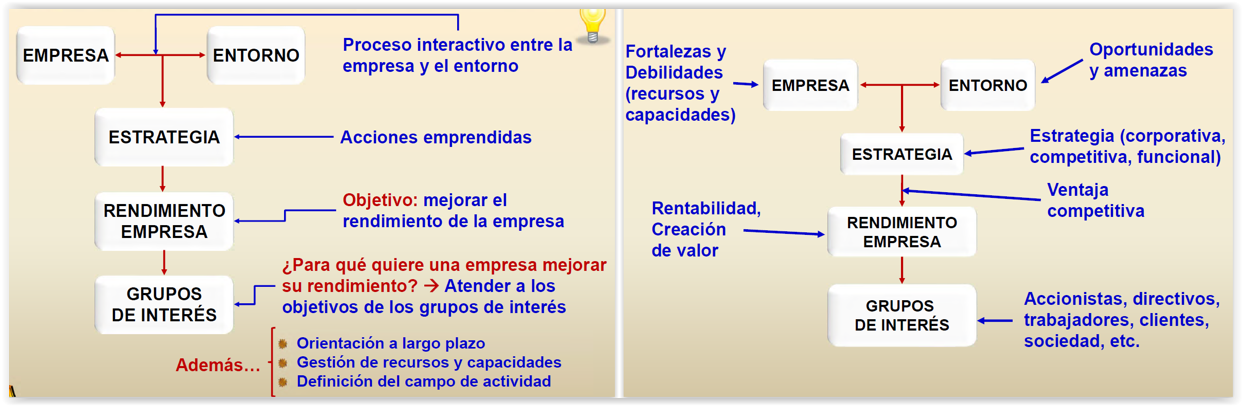 EMPRESA
ENTORNO
Proceso interactivo entre la
empresa y el entorno
ESTRATEGIA
Acciones emprendidas
RENDIMIENTO
EMPRESA
Objetivo: mejorar el
rendimiento de la empresa
¿Para qué quiere una empresa mejorar
su rendimiento? → Atender a los
objetivos de los grupos de interés
GRUPOS
DE INTERÉS
Además…
Orientación a largo plazo
Gestión de recursos y capacidades
Definición del campo de actividad
Fortalezas y
Debilidades
(recursos y
capacidades)
EMPRESA
ENTORNO
Oportunidades
y amenazas
ESTRATEGIA
Estrategia (corporativa,
competitiva, funcional)
Ventaja
competitiva
Rentabilidad,
Creación
de valor
RENDIMIENTO
EMPRESA
GRUPOS
DE INTERÉS
Accionistas, directivos,
trabajadores, clientes,
sociedad, etc.